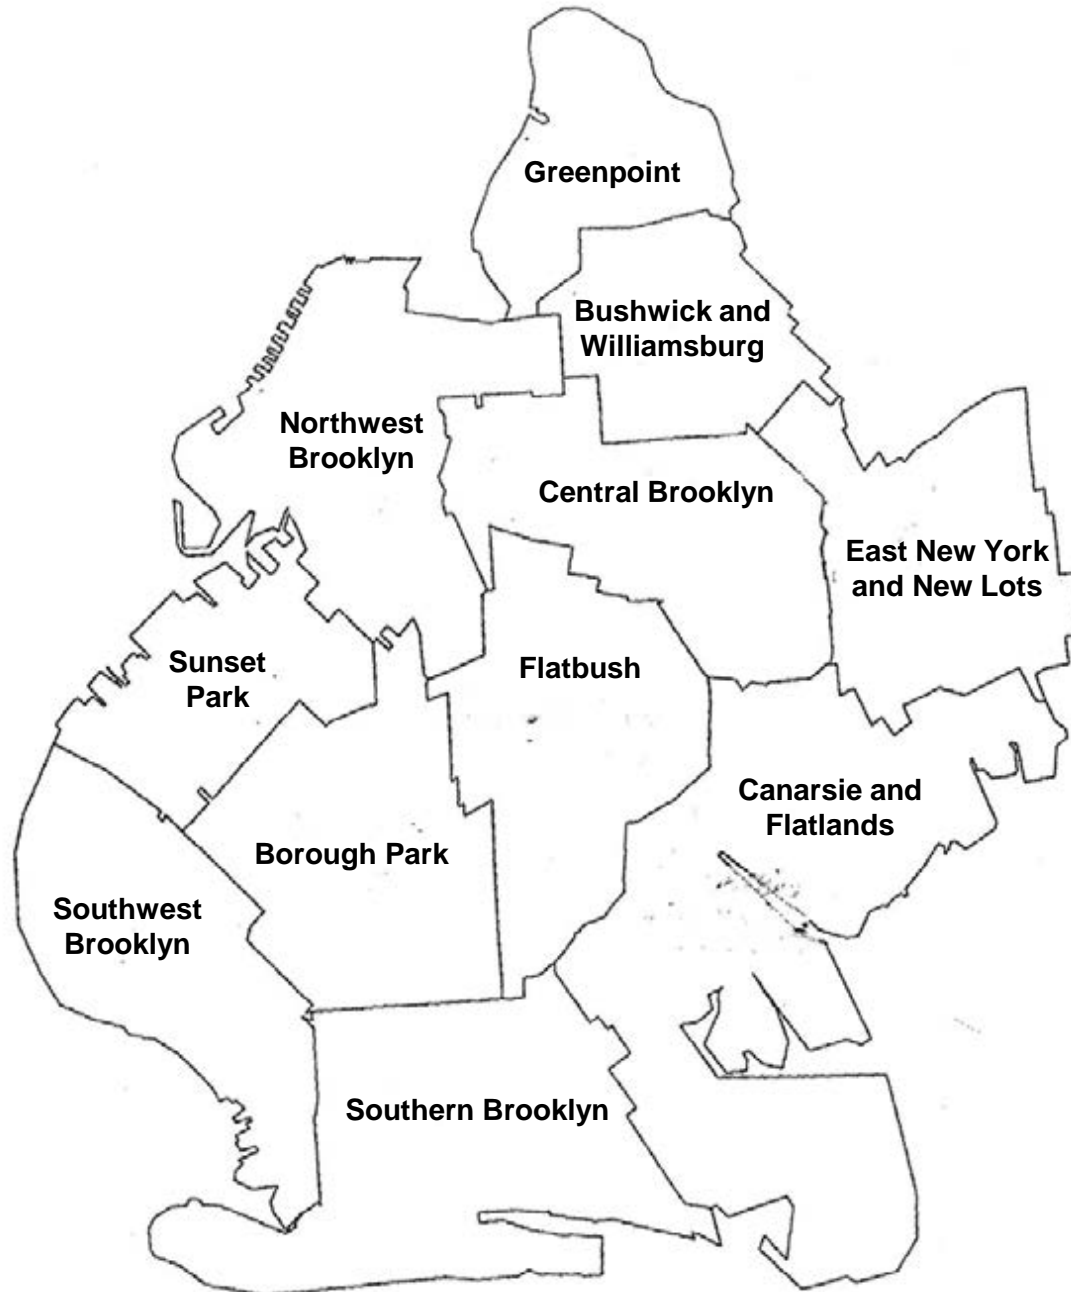 Greenpoint
Bushwick and
Williamsburg
Northwest
Brooklyn
Central Brooklyn
East New York
and New Lots
Sunset
Park
Flatbush
Canarsie and
Flatlands
Borough Park
Southwest
Brooklyn
Southern Brooklyn